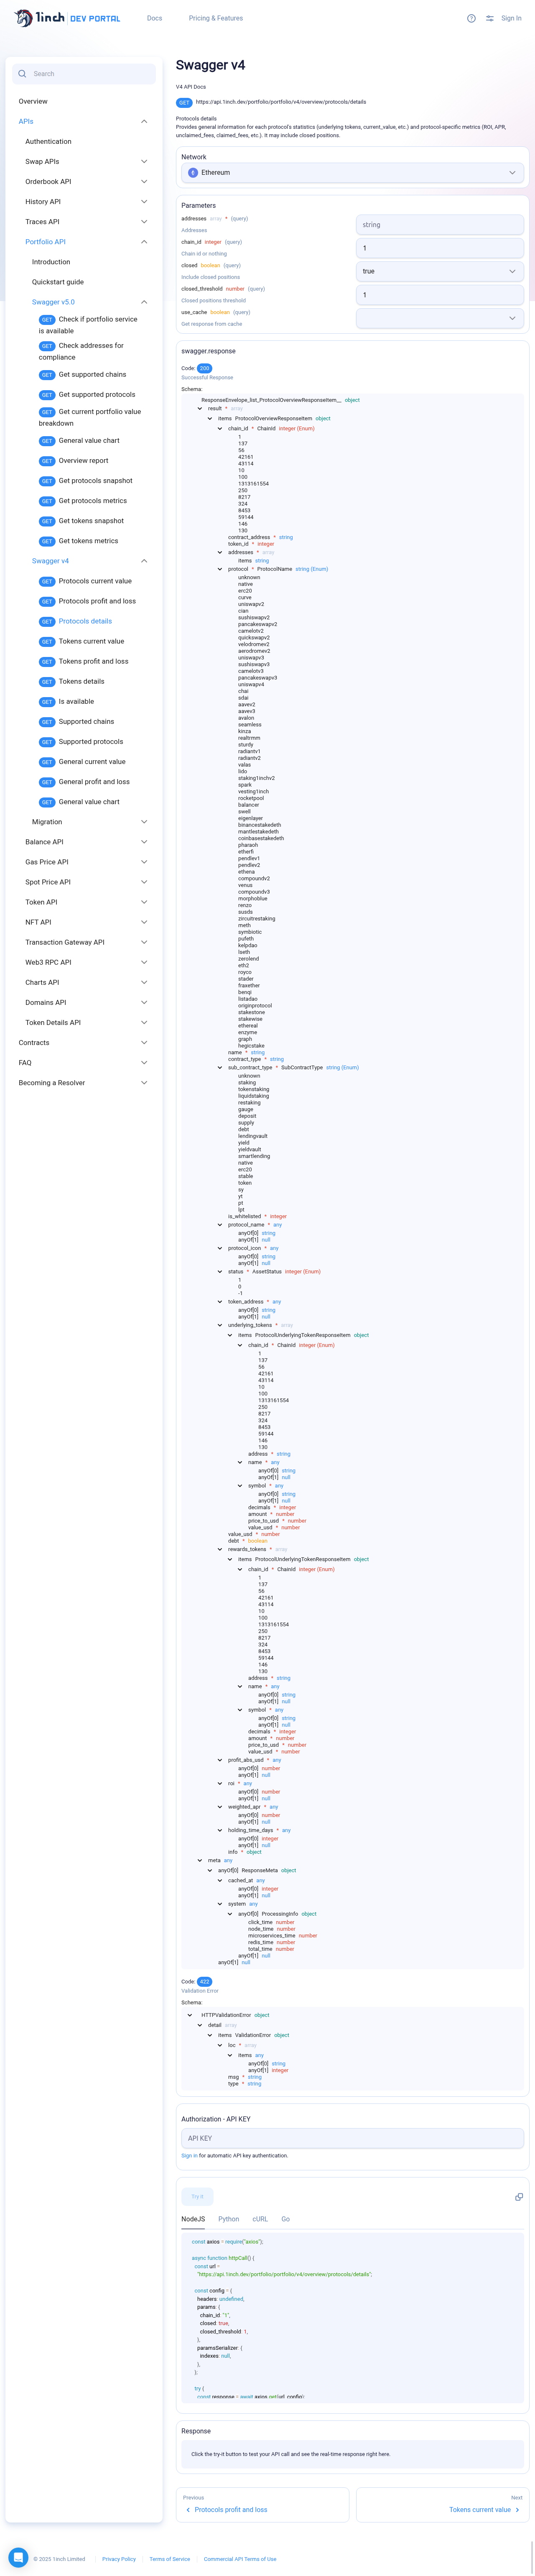 1inch DEV PORTAL
Docs
Pricing & Features
Sign In
Search
Overview
APIs
Authentication
Swap APIs
Orderbook API
History API
Traces API
Portfolio API
Introduction
Quickstart guide
Swagger v5.0
GET Check if portfolio service is available
GET Check addresses for compliance
GET Get supported chains
GET Get supported protocols
GET Get current portfolio value breakdown
GET General value chart
GET Overview report
GET Get protocols snapshot
GET Get protocols metrics
GET Get tokens snapshot
GET Get tokens metrics
Swagger v4
GET Protocols current value
GET Protocols profit and loss
GET Protocols details
GET Tokens current value
GET Tokens profit and loss
GET Tokens details
GET Is available
GET Supported chains
GET Supported protocols
GET General current value
GET General profit and loss
GET General value chart
Migration
Balance API
Gas Price API
Spot Price API
Token API
NFT API
Transaction Gateway API
Web3 RPC API
Charts API
Domains API
Token Details API
Contracts
FAQ
Becoming a Resolver
Swagger v4
V4 API Docs
GET https://api.1inch.dev/portfolio/portfolio/v4/overview/protocols/details
Protocols details
Provides general information for each protocol's statistics (underlying tokens, current_value, etc.) and protocol-specific metrics (ROI, APR, unclaimed_fees, claimed_fees, etc.). It may include closed positions.
Network
Ethereum
Parameters
addresses array * (query)
Addresses
string
chain_id integer (query)
Chain id or nothing
1
closed boolean (query)
Include closed positions
true
closed_threshold number (query)
Closed positions threshold
1
use_cache boolean (query)
Get response from cache
swagger.response
Code: 200
Successful Response
Schema:
ResponseEnvelope_list_ProtocolOverviewResponseItem__ object
result * array
items ProtocolOverviewResponseItem object
chain_id * ChainId integer (Enum)
1
137
56
42161
43114
10
100
1313161554
250
8217
324
8453
59144
146
130
contract_address * string
token_id * integer
addresses * array
items string
protocol * ProtocolName string (Enum)
unknown
native
erc20
curve
uniswapv2
cian
sushiswapv2
pancakeswapv2
camelotv2
quickswapv2
velodromev2
aerodromev2
uniswapv3
sushiswapv3
camelotv3
pancakeswapv3
uniswapv4
chai
sdai
aavev2
aavev3
avalon
seamless
kinza
realtrmm
sturdy
radiantv1
radiantv2
valas
lido
staking1inchv2
spark
vesting1inch
rocketpool
balancer
swell
eigenlayer
binancestakedeth
mantlestakedeth
coinbasestakedeth
pharaoh
etherfi
pendlev1
pendlev2
ethena
compoundv2
venus
compoundv3
morphoblue
renzo
susds
zircuitrestaking
meth
symbiotic
pufeth
kelpdao
lseth
zerolend
eth2
royco
stader
fraxether
benqi
listadao
originprotocol
stakestone
stakewise
ethereal
enzyme
graph
hegicstake
name * string
contract_type * string
sub_contract_type * SubContractType string (Enum)
unknown
staking
tokenstaking
liquidstaking
restaking
gauge
deposit
supply
debt
lendingvault
yield
yieldvault
smartlending
native
erc20
stable
token
sy
yt
pt
lpt
is_whitelisted * integer
protocol_name * any
anyOf[0] string
anyOf[1] null
protocol_icon * any
anyOf[0] string
anyOf[1] null
status * AssetStatus integer (Enum)
1
0
-1
token_address * any
anyOf[0] string
anyOf[1] null
underlying_tokens * array
items ProtocolUnderlyingTokenResponseItem object
chain_id * ChainId integer (Enum)
1
137
56
42161
43114
10
100
1313161554
250
8217
324
8453
59144
146
130
address * string
name * any
anyOf[0] string
anyOf[1] null
symbol * any
anyOf[0] string
anyOf[1] null
decimals * integer
amount * number
price_to_usd * number
value_usd * number
value_usd * number
debt * boolean
rewards_tokens * array
items ProtocolUnderlyingTokenResponseItem object
chain_id * ChainId integer (Enum)
1
137
56
42161
43114
10
100
1313161554
250
8217
324
8453
59144
146
130
address * string
name * any
anyOf[0] string
anyOf[1] null
symbol * any
anyOf[0] string
anyOf[1] null
decimals * integer
amount * number
price_to_usd * number
value_usd * number
profit_abs_usd * any
anyOf[0] number
anyOf[1] null
roi * any
anyOf[0] number
anyOf[1] null
weighted_apr * any
anyOf[0] number
anyOf[1] null
holding_time_days * any
anyOf[0] integer
anyOf[1] null
info * object
meta any
anyOf[0] ResponseMeta object
cached_at any
anyOf[0] integer
anyOf[1] null
system any
anyOf[0] ProcessingInfo object
click_time number
node_time number
microservices_time number
redis_time number
total_time number
anyOf[1] null
anyOf[1] null
Code: 422
Validation Error
Schema:
HTTPValidationError object
detail array
items ValidationError object
loc * array
items any
anyOf[0] string
anyOf[1] integer
msg * string
type * string
Authorization - API KEY
API KEY
Sign in for automatic API-key authentication.
Try it
NodeJS
Python
cURL
Go
const axios = require("axios");
async function httpCall() {
const url =
"https://api.1inch.dev/portfolio/portfolio/v4/overview/protocols/details";
const config = {
headers: undefined,
params: {
chain_id: "1",
closed: true,
closed_threshold: 1,
},
paramsSerializer: {
indexes: null,
},
};
try {
const response = await axios.get(url, config);
Response
Click the try-it button to test your API call and see the real-time response right here.
Previous
Protocols profit and loss
Next
Tokens current value
© 2025 1inch Limited
Privacy Policy
Terms of Service
Commercial API Terms of Use